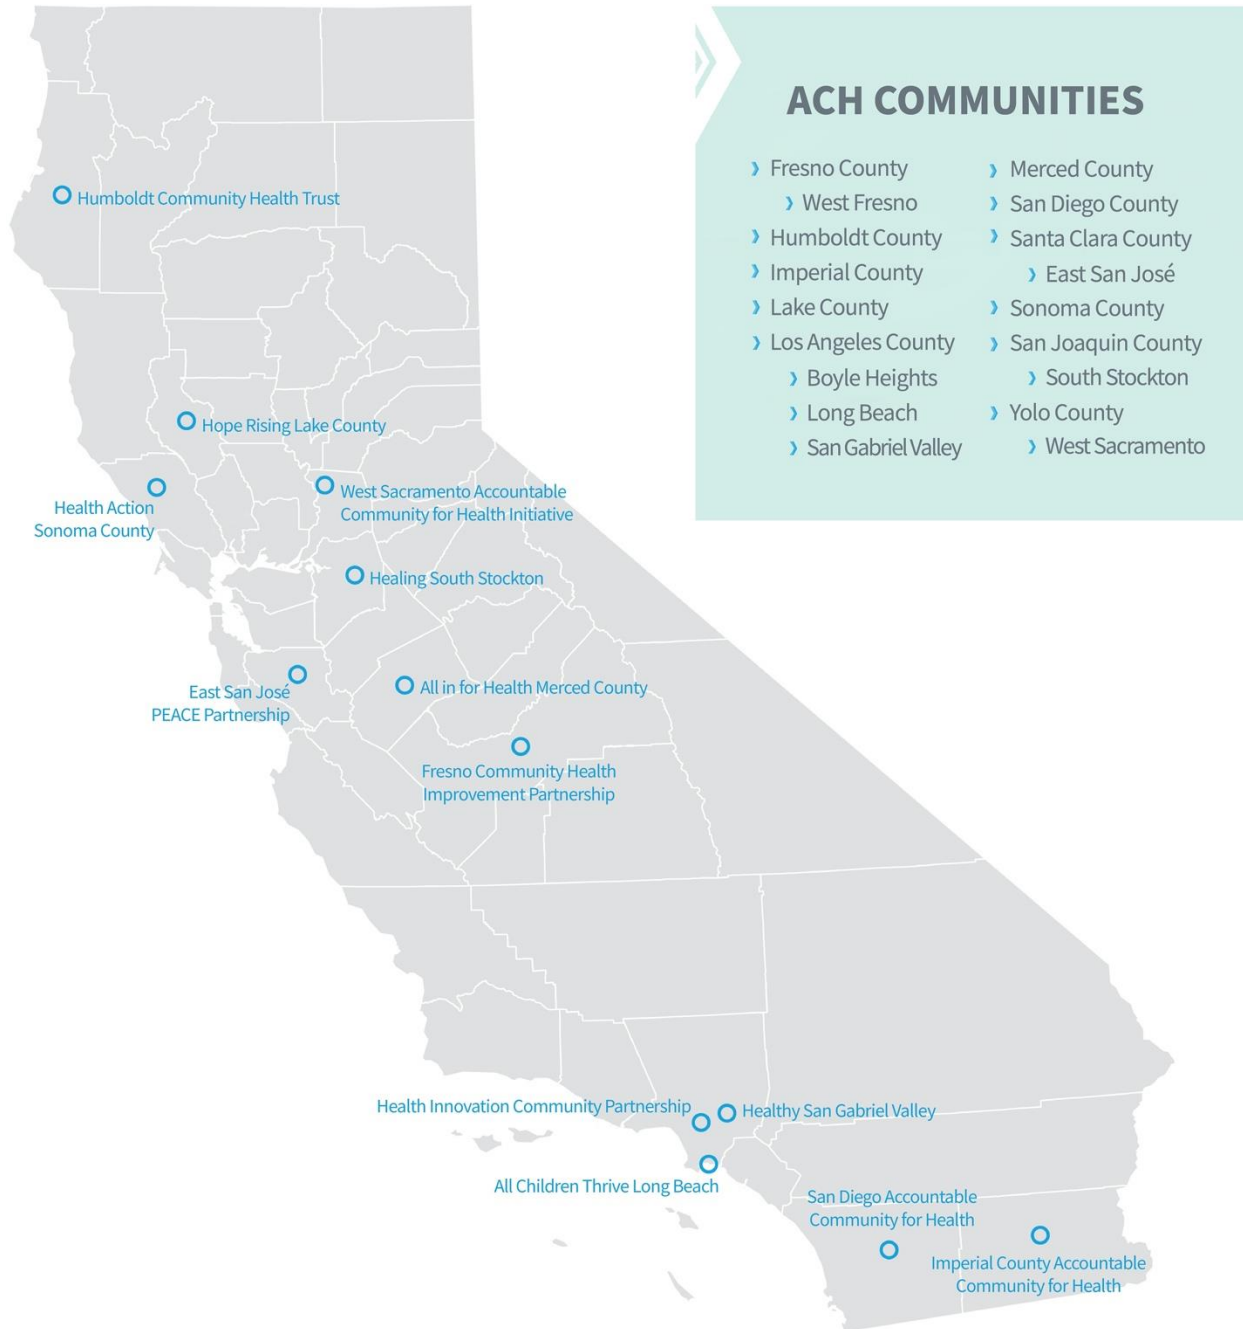 ACH COMMUNITIES
Fresno County
West Fresno
Humboldt County
Imperial County
Lake County
Los Angeles County
Boyle Heights
Long Beach
San Gabriel Valley
Merced County
San Diego County
Santa Clara County
East San José
Sonoma County
San Joaquin County
South Stockton
Yolo County
West Sacramento
Humboldt Community Health Trust
Hope Rising Lake County
Health Action
Sonoma County
West Sacramento Accountable
Community for Health Initiative
Healing South Stockton
East San José
PEACE Partnership
All in for Health Merced County
Fresno Community Health
Improvement Partnership
Health Innovation Community Partnership
Healthy San Gabriel Valley
All Children Thrive Long Beach
San Diego Accountable
Community for Health
Imperial County Accountable
Community for Health